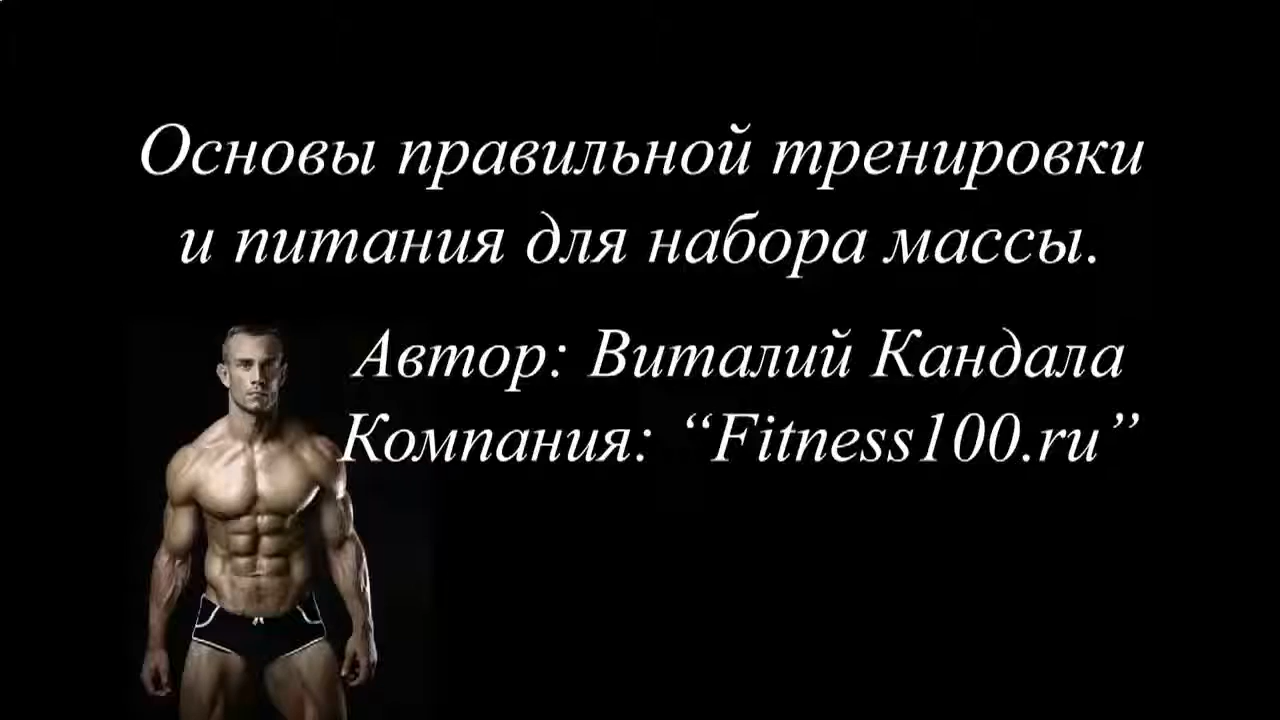 Основы правильной тренировки
и питания для набора массы.
Автор: Виталий Кандала
Компания: “Fitness100.ru”